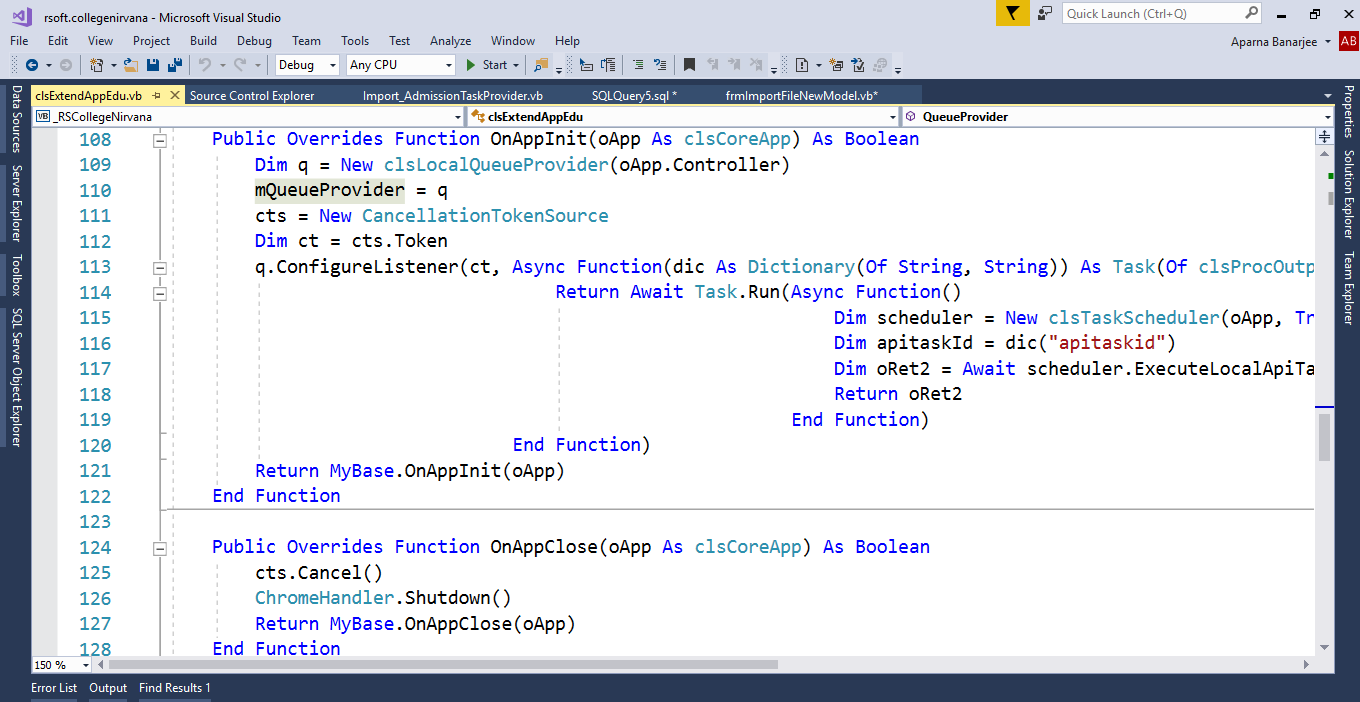 rsoft.collegenirvana - Microsoft Visual Studio
Quick Launch (Ctrl+Q)
File Edit View Project Build Debug Team Tools Test Analyze Window Help
Aparna Banarjee AB
Debug Any CPU Start
clsExtendAppEdu.vb Source Control Explorer Import_AdmissionTaskProvider.vb SQLQuery5.sql * frmImportFileNewModel.vb*
VB _RSCollegeNirvana clsExtendAppEdu QueueProvider
Data Sources
Server Explorer
Toolbox
SQL Server Object Explorer
108 Public Overrides Function OnAppInit(oApp As clsCoreApp) As Boolean
109 Dim q = New clsLocalQueueProvider(oApp.Controller)
110 mQueueProvider = q
111 cts = New CancellationTokenSource
112 Dim ct = cts.Token
113 q.ConfigureListener(ct, Async Function(dic As Dictionary(Of String, String)) As Task(Of clsProcOutp
114 Return Await Task.Run(Async Function()
115 Dim scheduler = New clsTaskScheduler(oApp, Tr
116 Dim apitaskId = dic("apitaskid")
117 Dim oRet2 = Await scheduler.ExecuteLocalApiTa
118 Return oRet2
119 End Function)
120 End Function)
121 Return MyBase.OnAppInit(oApp)
122 End Function
123
124 Public Overrides Function OnAppClose(oApp As clsCoreApp) As Boolean
125 cts.Cancel()
126 ChromeHandler.Shutdown()
127 Return MyBase.OnAppClose(oApp)
128 End Function
Properties
Solution Explorer
Team Explorer
150 %
Error List Output Find Results 1